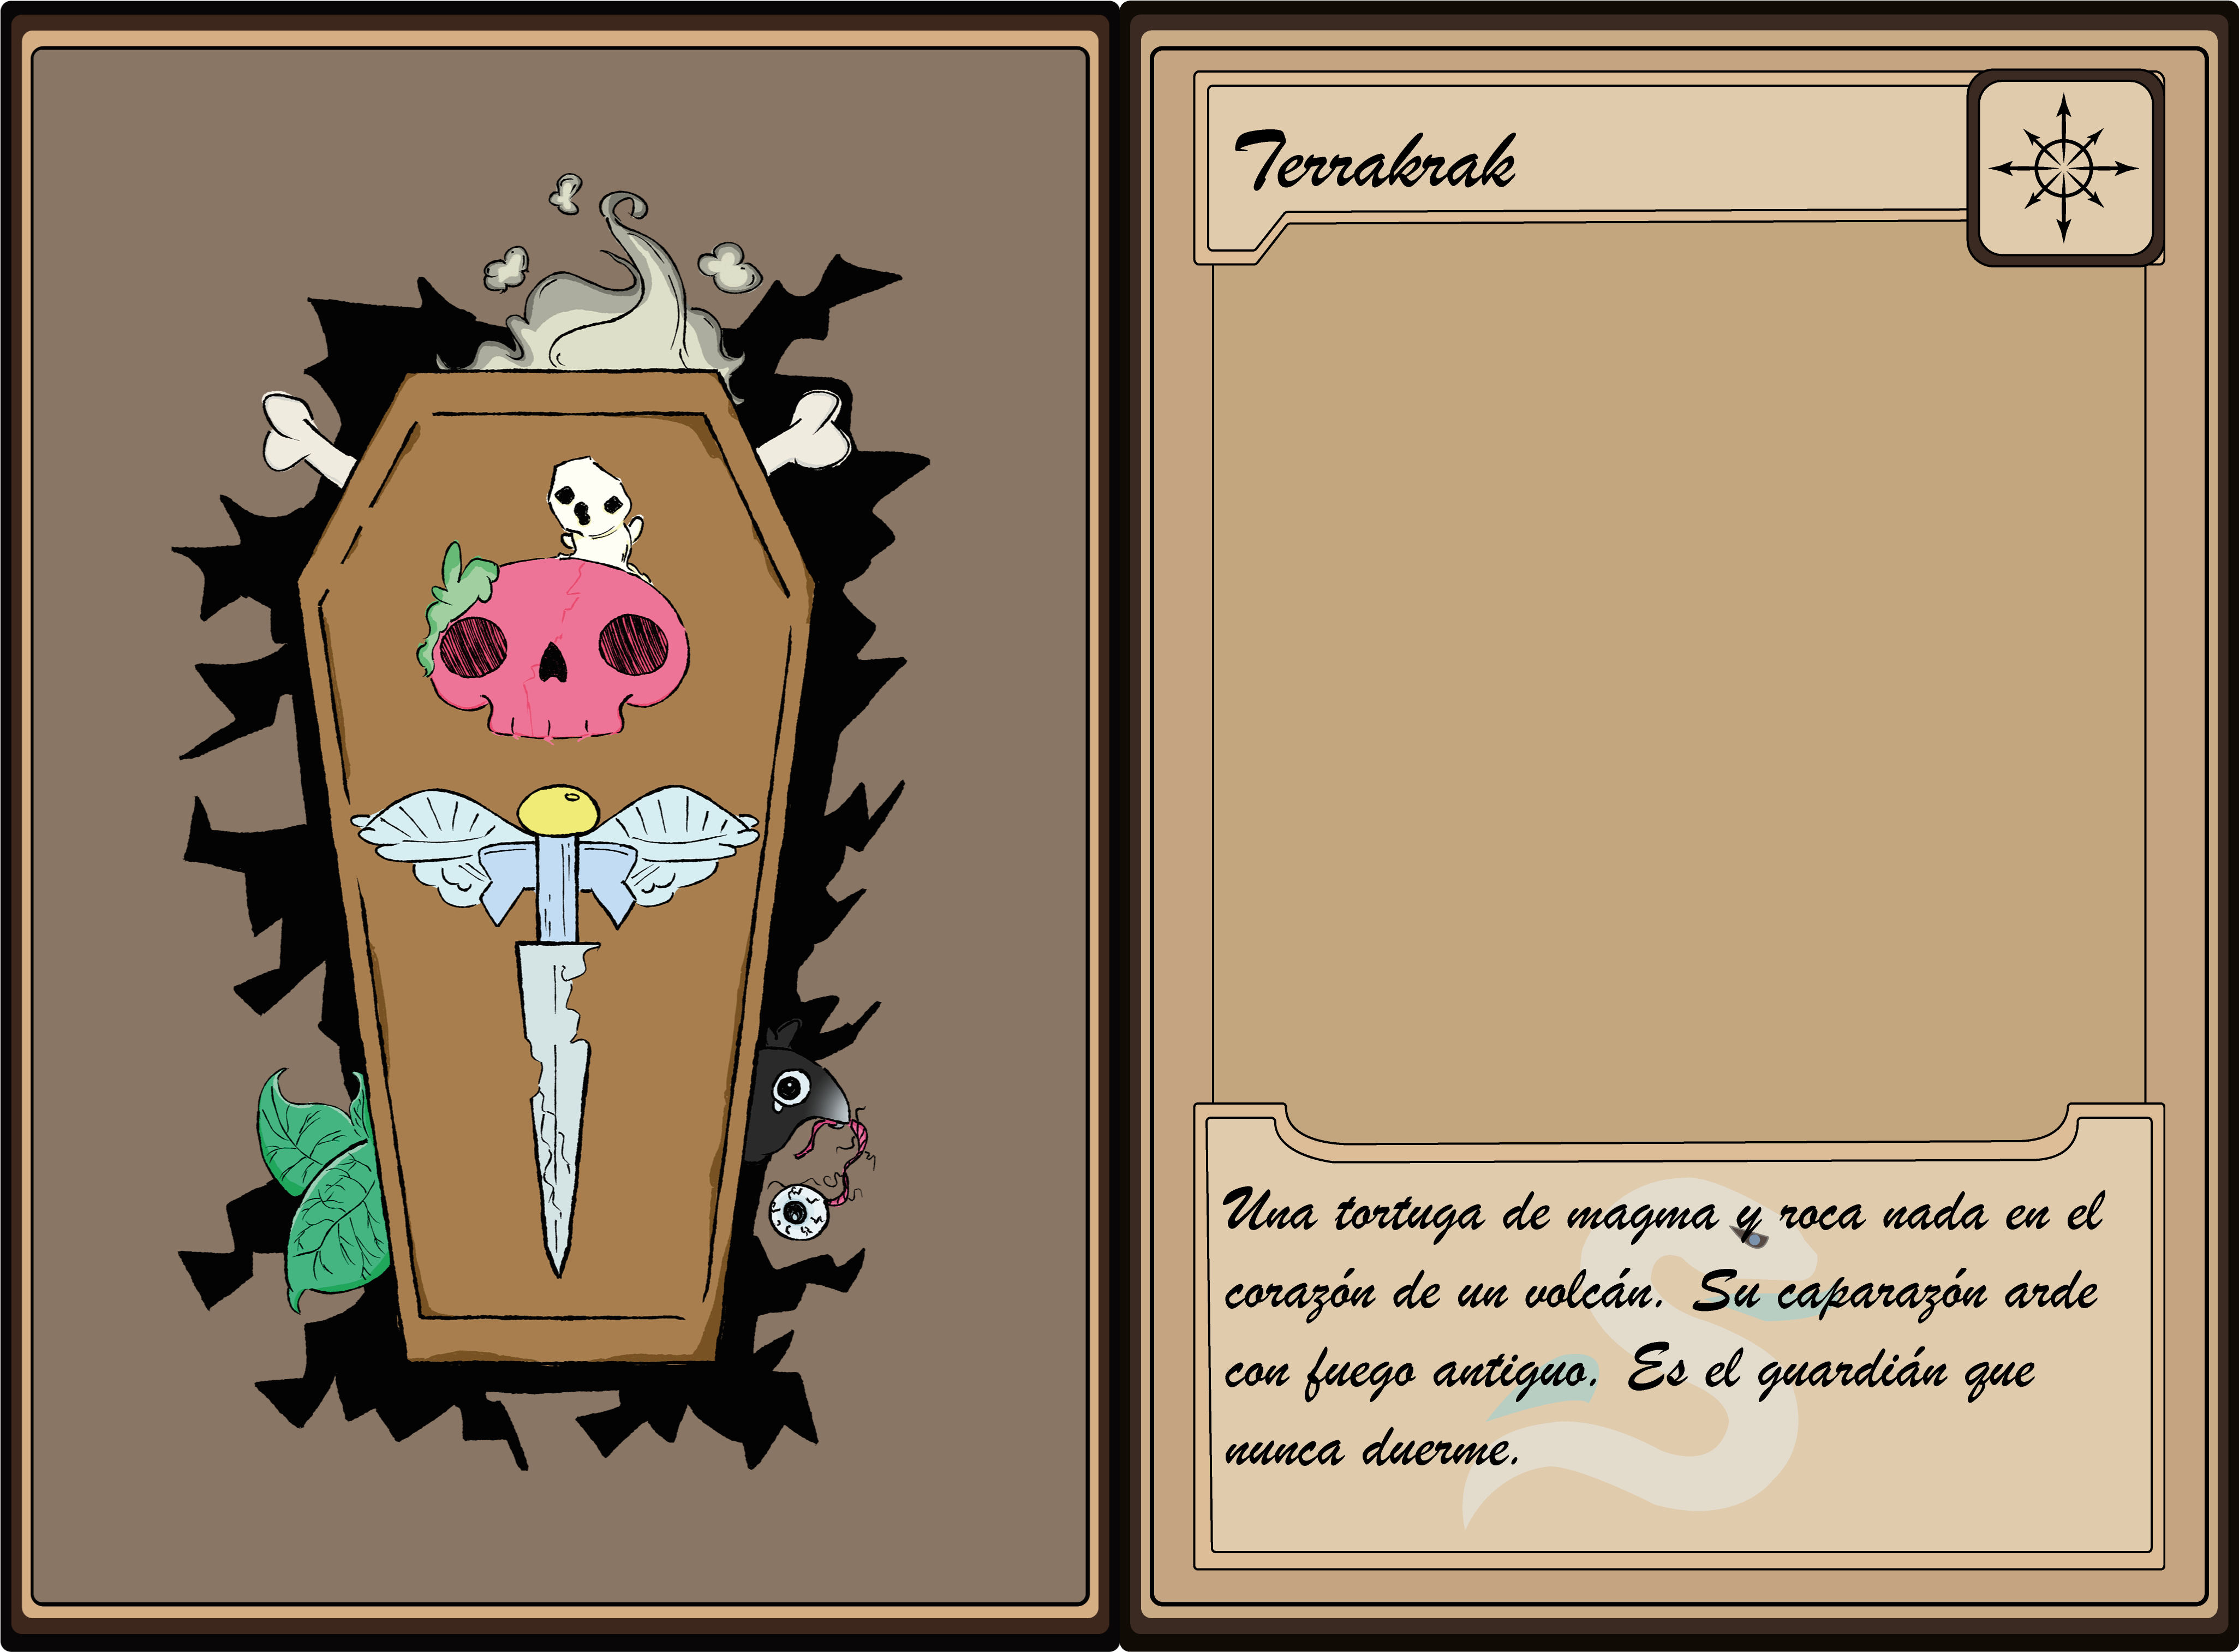 Terrakrak
Una tortuga de magma y roca nada en el
corazón de un volcán. Su caparazón arde
con fuego antiguo. Es el guardián que
nunca duerme.